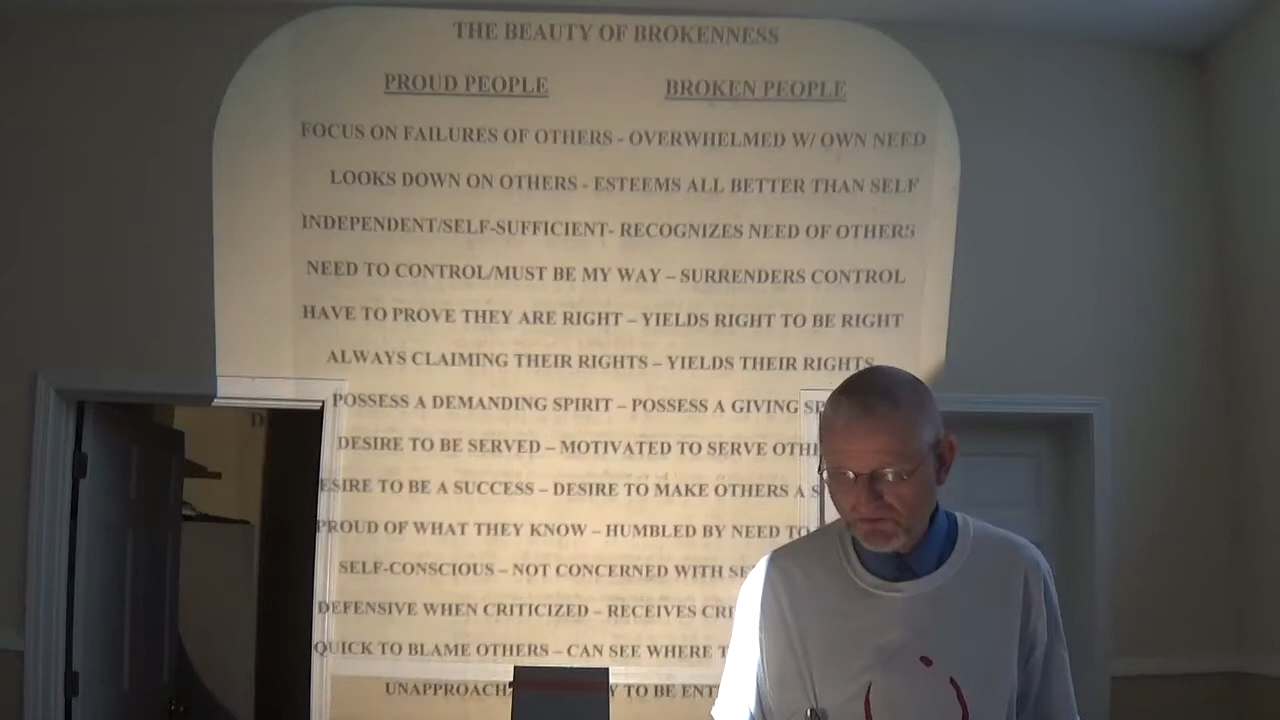 THE BEAUTY OF BROKENNESS
PROUD PEOPLE BROKEN PEOPLE
FOCUS ON FAILURES OF OTHERS - OVERWHELMED W/ OWN NEED
LOOKS DOWN ON OTHERS - ESTEEMS ALL BETTER THAN SELF
INDEPENDENT/SELF-SUFFICIENT- RECOGNIZES NEED OF OTHERS
NEED TO CONTROL/MUST BE MY WAY – SURRENDERS CONTROL
HAVE TO PROVE THEY ARE RIGHT – YIELDS RIGHT TO BE RIGHT
ALWAYS CLAIMING THEIR RIGHTS – YIELDS THEIR RIGHTS
POSSESS A DEMANDING SPIRIT – POSSESS A GIVING
DESIRE TO BE SERVED – MOTIVATED TO SERVE
TO BE A SUCCESS – DESIRE TO MAKE OTHERS A
PROUD OF WHAT THEY KNOW – HUMBLED BY NEED TO
SELF-CONSCIOUS – NOT CONCERNED WITH
DEFENSIVE WHEN CRITICIZED – RECEIVES
QUICK TO BLAME OTHERS – CAN SEE WHERE
TO BE